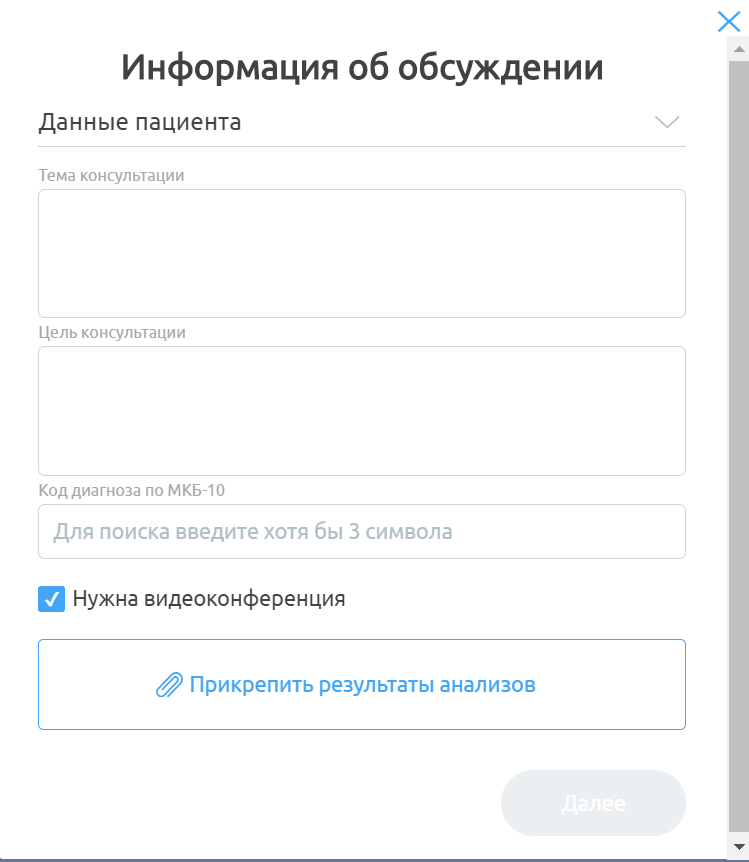 Информация об обсуждении
Данные пациента
Тема консультации
Цель консультации
Код диагноза по МКБ-10
Для поиска введите хотя бы 3 символа
Нужна видеоконференция
Прикрепить результаты анализов
Далее